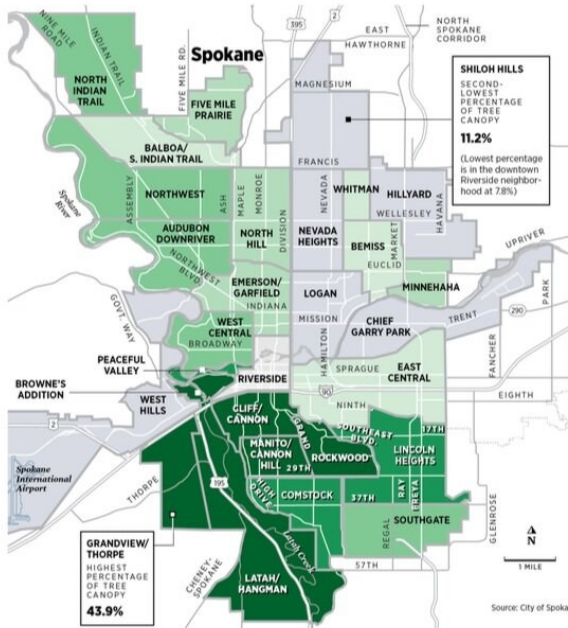 Spokane
NINE MILE
ROAD
INDIAN TRAIL
FIVE MILE RD.
395
2
EAST
HAWTHORNE
NORTH
SPOKANE
CORRIDOR
MAGNESIUM
NORTH
INDIAN
TRAIL
FIVE MILE
PRAIRIE
SHILOH HILLS
SECOND-
LOWEST
PERCENTAGE
OF TREE
CANOPY
11.2%
(Lowest percentage
is in the downtown
Riverside neighbor-
hood at 7.8%)
BALBOA/
S. INDIAN TRAIL
FRANCIS
Spokane
River
ASSEMBLY
NORTHWEST
ASH
MAPLE
MONROE
DIVISION
NEVADA
WHITMAN
HILLYARD
WELLESLEY
HAVANA
AUDUBON
DOWNRIVER
NORTH
HILL
NEVADA
HEIGHTS
BEMISS
MARKET
EUCLID
UPRIVER
NORTHWEST
BLVD.
EMERSON/
GARFIELD
INDIANA
LOGAN
MINNEHAHA
GOVT. WAY
MISSION
TRENT
290
PARK
WEST
CENTRAL
BROADWAY
HAMILTON
CHIEF
GARRY PARK
FANCHER
PEACEFUL
VALLEY
RIVERSIDE
SPRAGUE
EAST
CENTRAL
BROWNE'S
ADDITION
WEST
HILLS
90
NINTH
EIGHTH
2
CLIFF/
CANNON
GRAND
SOUTHEAST
BLVD.
17TH
Spokane
International
Airport
MANITO/
CANNON
HILL
29TH
ROCKWOOD
LINCOLN
HEIGHTS
THORPE
195
HIGH
DRIVE
COMSTOCK
37TH
RAY
FREYA
GLENROSE
REGAL
SOUTHGATE
57TH
GRANDVIEW/
THORPE
HIGHEST
PERCENTAGE
OF TREE
CANOPY
43.9%
CHENEY-
SPOKANE
Latah Creek
LATAH/
HANGMAN
N
1 MILE
Source: City of Spoka